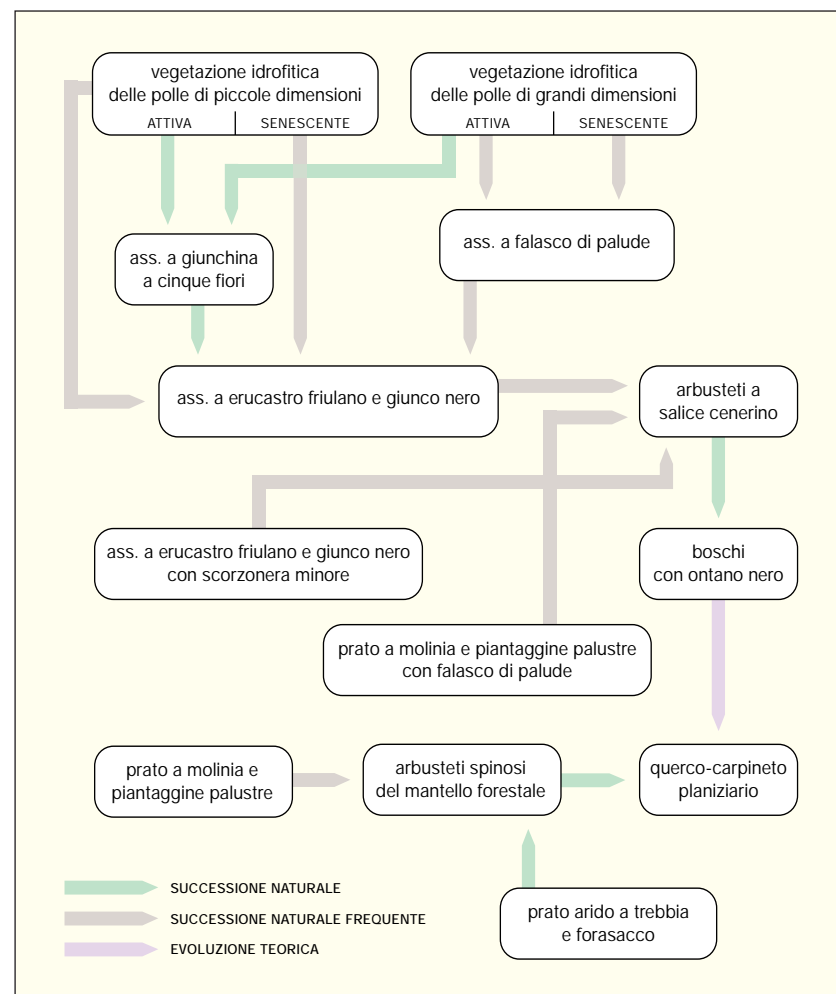 vegetazione idrofitica
delle polle di piccole dimensioni
ATTIVA SENESCENTE
vegetazione idrofitica
delle polle di grandi dimensioni
ATTIVA SENESCENTE
ass. a giunchina
a cinque fiori
ass. a falasco di palude
ass. a erucastro friulano e giunco nero
arbusteti a
salice cenerino
ass. a erucastro friulano e giunco nero
con scorzonera minore
boschi
con ontano nero
prato a molinia e piantaggine palustre
con falasco di palude
prato a molinia e
piantaggine palustre
arbusteti spinosi
del mantello forestale
querco-carpineto
planiziario
prato arido a trebbia
e forasacco
SUCCESSIONE NATURALE
SUCCESSIONE NATURALE FREQUENTE
EVOLUZIONE TEORICA